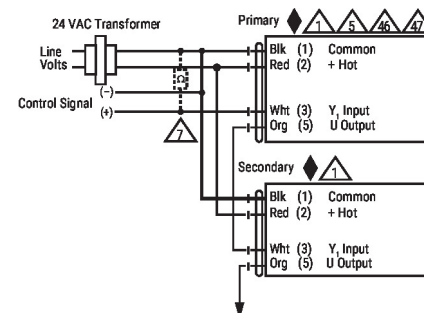 24 VAC Transformer
Primary 1 5 46 47
Line
Volts
Blk (1) Common
Red (2) + Hot
Ω
(–)
Control Signal
(+)
Wht (3) Y1 Input
Org (5) U Output
7
Secondary 1
Blk (1) Common
Red (2) + Hot
Wht (3) Y1 Input
Org (5) U Output